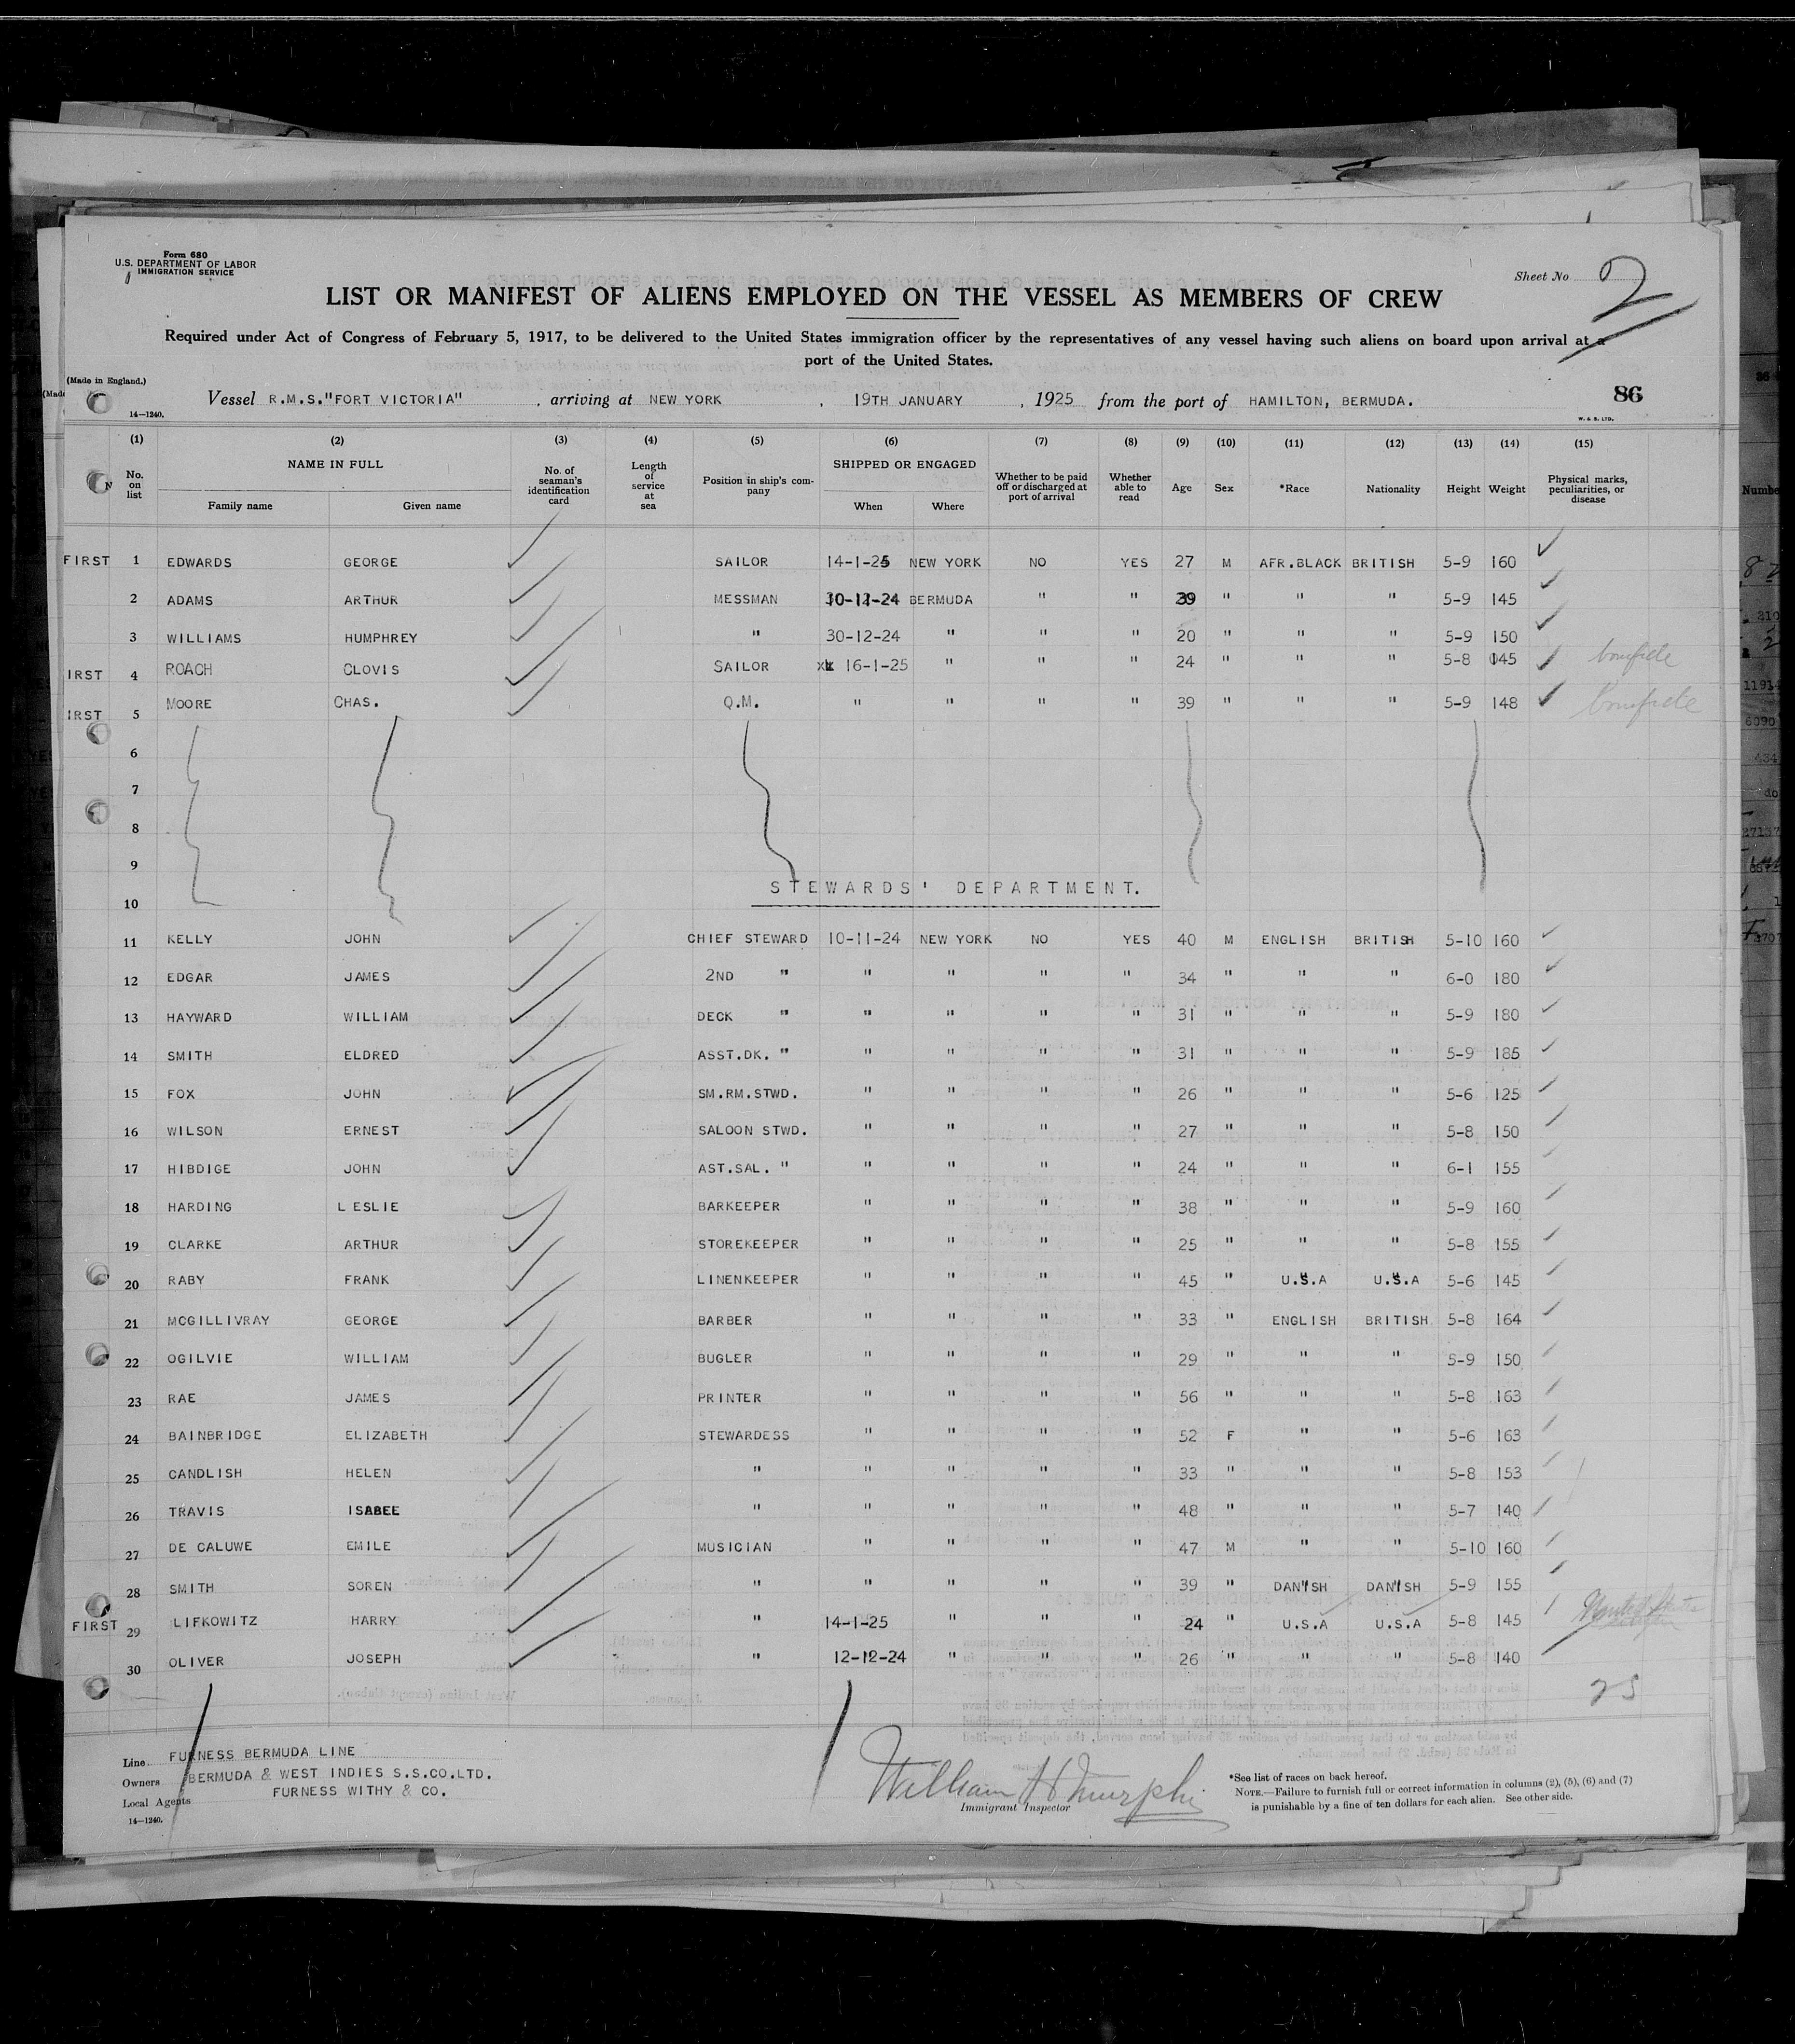 Form 680
U.S. DEPARTMENT OF LABOR
IMMIGRATION SERVICE
Sheet No 2
LIST OR MANIFEST OF ALIENS EMPLOYED ON THE VESSEL AS MEMBERS OF CREW
Required under Act of Congress of February 5, 1917, to be delivered to the United States immigration officer by the representatives of any vessel having such aliens on board upon arrival at a
port of the United States.
(Made in England.)
14—1240.
Vessel R.M.S."FORT VICTORIA" , arriving at NEW YORK , 19TH JANUARY , 1925 from the port of HAMILTON, BERMUDA.
86
W. & S. LTD.
(1) (2) (3) (4) (5) (6) (7) (8) (9) (10) (11) (12) (13) (14) (15)
No. on list NAME IN FULL Family name Given name No. of seaman's identification card Length of service at sea Position in ship's company SHIPPED OR ENGAGED When Where Whether to be paid off or discharged at port of arrival Whether able to read Age Sex *Race Nationality Height Weight Physical marks, peculiarities, or disease
FIRST 1 EDWARDS GEORGE SAILOR 14-1-25 NEW YORK NO YES 27 M AFR.BLACK BRITISH 5-9 160
2 ADAMS ARTHUR MESSMAN 30-12-24 BERMUDA " " 39 " " " 5-9 145
3 WILLIAMS HUMPHREY " 30-12-24 " " " 20 " " " 5-9 150
IRST 4 ROACH CLOVIS SAILOR 16-1-25 " " " 24 " " " 5-8 145 bonafide
IRST 5 MOORE CHAS. Q.M. " " " " 39 " " " 5-9 148 bonafide
6
7
8
9
STEWARDS' DEPARTMENT.
10
11 KELLY JOHN CHIEF STEWARD 10-11-24 NEW YORK NO YES 40 M ENGLISH BRITISH 5-10 160
12 EDGAR JAMES 2ND " " " " " 34 " " " 6-0 180
13 HAYWARD WILLIAM DECK " " " " " 31 " " " 5-9 180
14 SMITH ELDRED ASST.DK. " " " " " 31 " " " 5-9 185
15 FOX JOHN SM.RM.STWD. " " " " 26 " " " 5-6 125
16 WILSON ERNEST SALOON STWD. " " " " 27 " " " 5-8 150
17 HIBDIGE JOHN AST.SAL. " " " " " 24 " " " 6-1 155
18 HARDING L ESLIE BARKEEPER " " " " 38 " " " 5-9 160
19 CLARKE ARTHUR STOREKEEPER " " " " 25 " " " 5-8 155
20 RABY FRANK LINENKEEPER " " " " 45 " U.S.A U.S.A 5-6 145
21 MCGILLIVRAY GEORGE BARBER " " " " 33 " ENGLISH BRITISH 5-8 164
22 OGILVIE WILLIAM BUGLER " " " " 29 " " " 5-9 150
23 RAE JAMES PRINTER " " " " 56 " " " 5-8 163
24 BAINBRIDGE ELIZABETH STEWARDESS " " " " 52 F " " 5-6 163
25 CANDLISH HELEN " " " " " 33 " " " 5-8 153
26 TRAVIS ISABEE " " " " " 48 " " " 5-7 140
27 DE CALUWE EMILE MUSICIAN " " " " 47 M " " 5-10 160
28 SMITH SOREN " " " " " 39 " DANISH DANISH 5-9 155
FIRST 29 LIFKOWITZ HARRY " 14-1-25 " " " 24 " U.S.A U.S.A 5-8 145
30 OLIVER JOSEPH " 12-12-24 " " " 26 " " " 5-8 140
25
Line FURNESS BERMUDA LINE
Owners BERMUDA & WEST INDIES S.S.CO.LTD.
Local Agents FURNESS WITHY & CO.
14—1240.
William H Murphy
Immigrant Inspector
*See list of races on back hereof.
NOTE.—Failure to furnish full or correct information in columns (2), (5), (6) and (7)
is punishable by a fine of ten dollars for each alien. See other side.